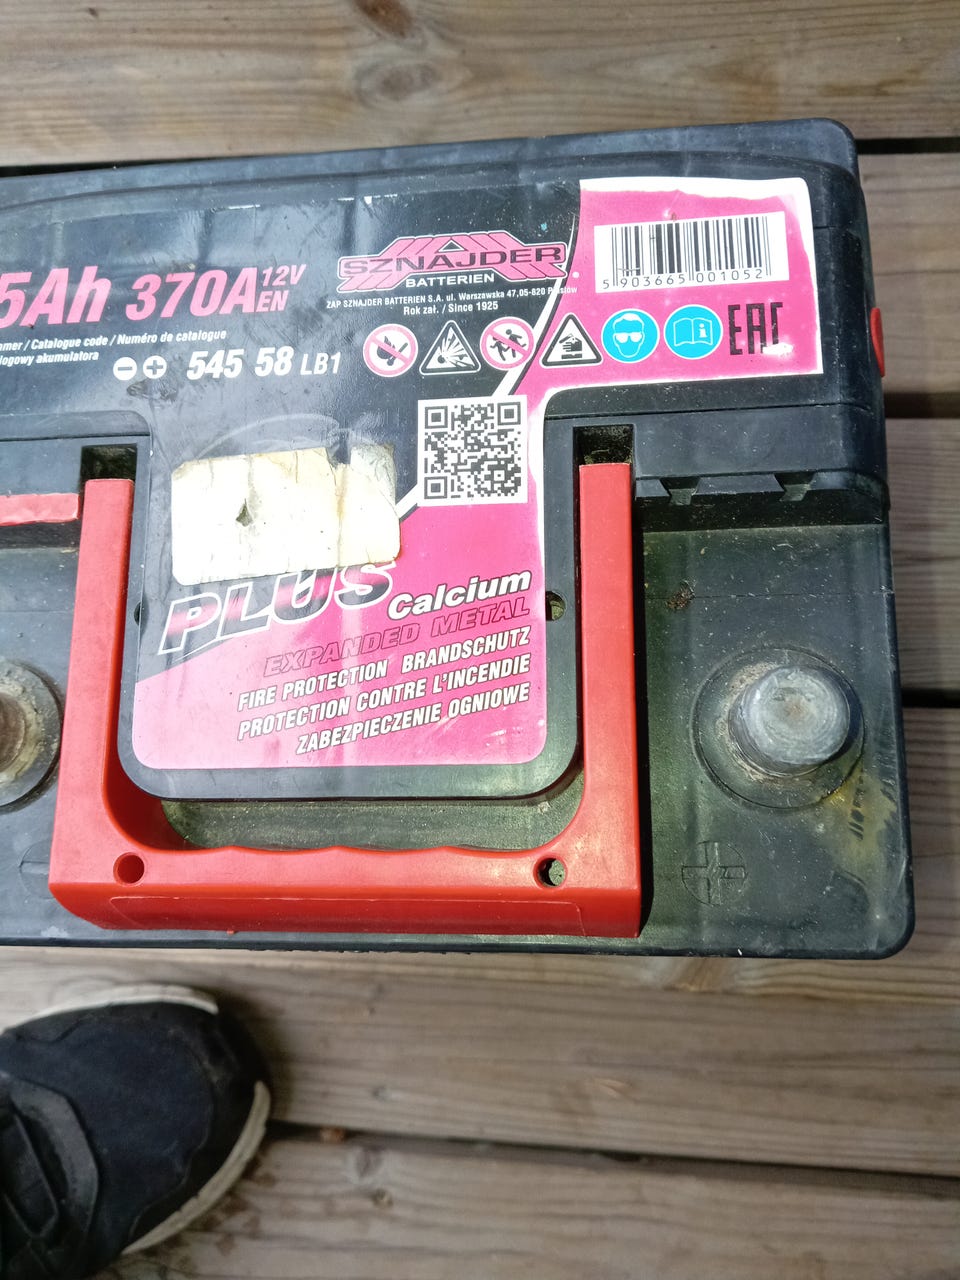 5Ah 370A 12V EN
SZNAJDER
BATTERIEN
ZAP SZNAJDER BATTERIEN S.A. ul. Warszawska 47,05-820 Piastów
Rok zał. / Since 1925
5 903665 001052
mer / Catalogue code / Numéro de catalogue
logowy akumulatora
545 58 LB1
EAC
PLUS
Calcium
EXPANDED METAL
FIRE PROTECTION BRANDSCHUTZ
PROTECTION CONTRE L'INCENDIE
ZABEZPIECZENIE OGNIOWE